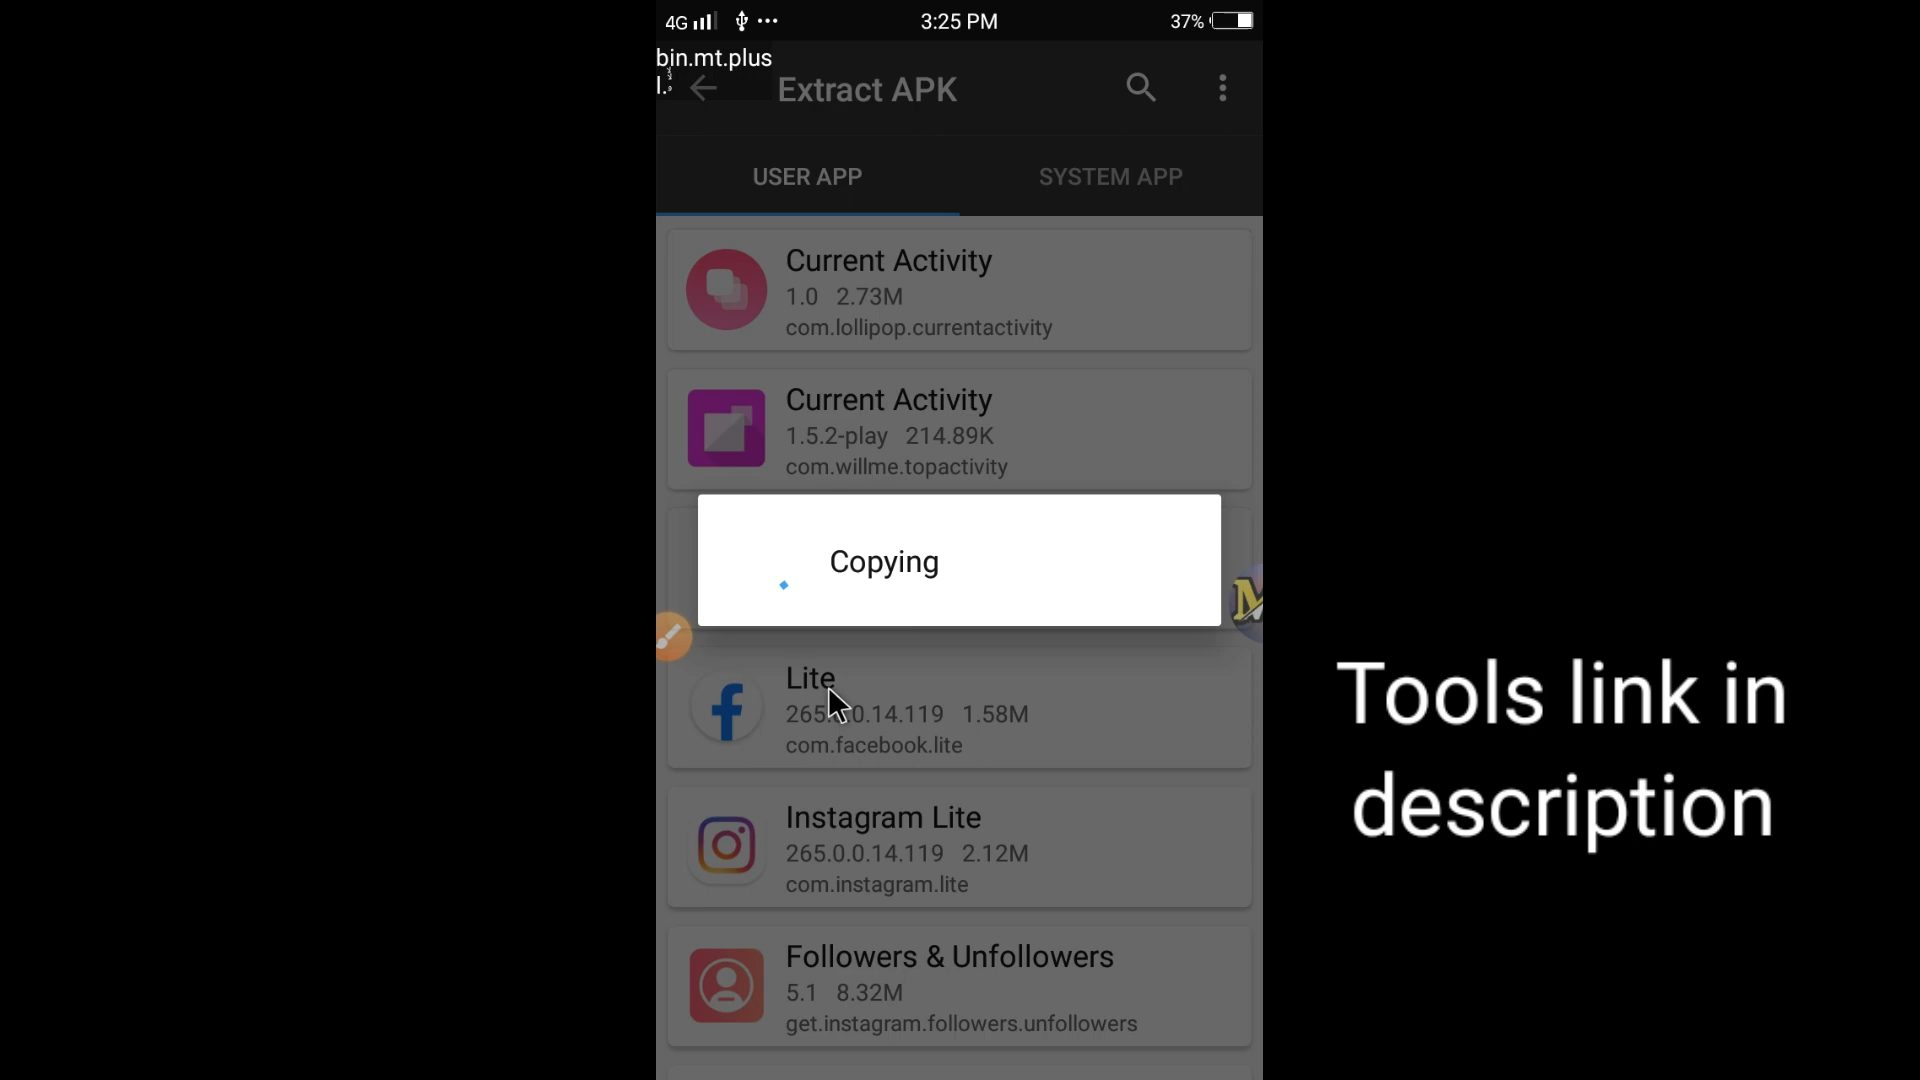 4G 3:25 PM 37%
bin.mt.plus
Extract APK
USER APP SYSTEM APP
Current Activity
1.0 2.73M
com.lollipop.currentactivity
Current Activity
1.5.2-play 214.89K
com.willme.topactivity
Copying
Lite
0.14.119 1.58M
com.facebook.lite
Instagram Lite
265.0.0.14.119 2.12M
com.instagram.lite
Followers & Unfollowers
5.1 8.32M
get.instagram.followers.unfollowers
Tools link in
description